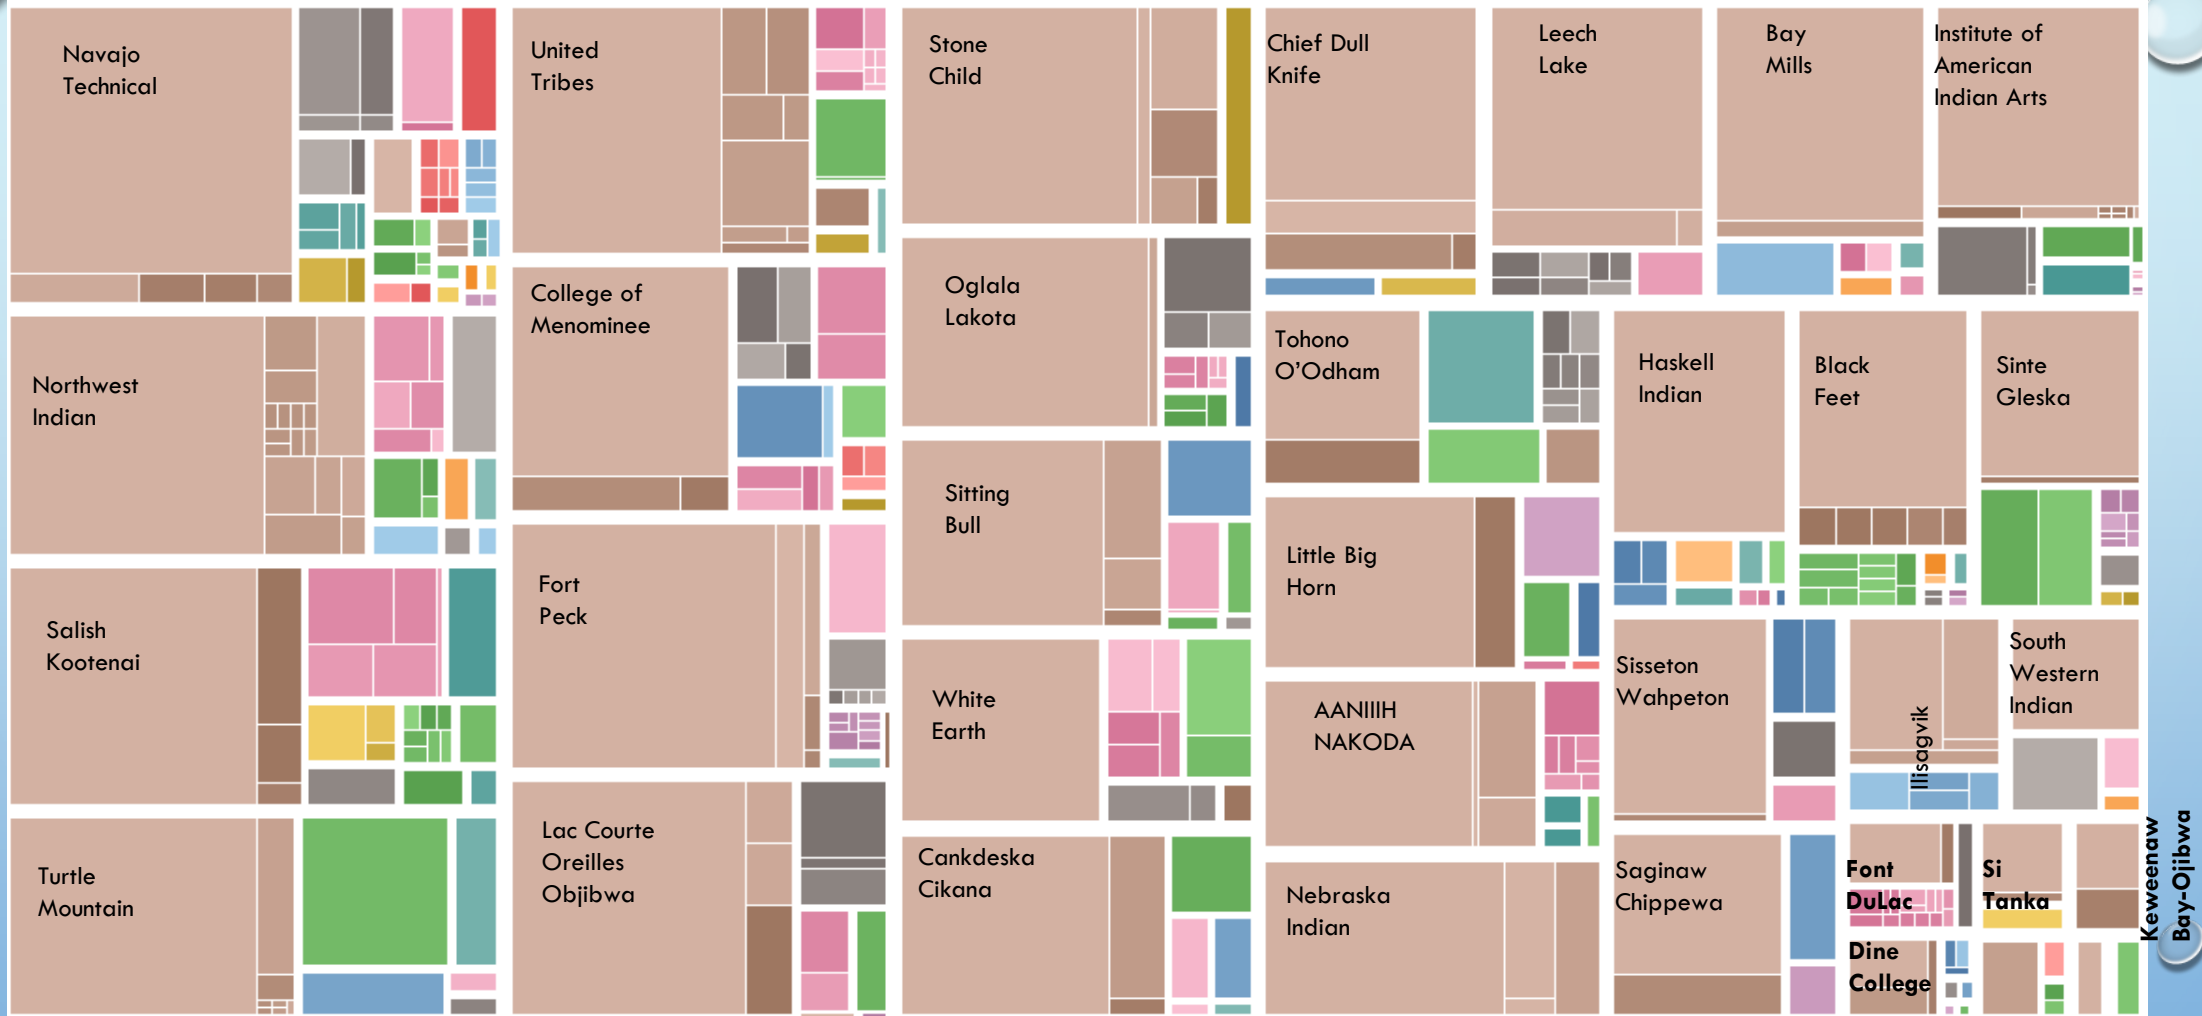 Navajo
Technical
United
Tribes
Stone
Child
Chief Dull
Knife
Leech
Lake
Bay
Mills
Institute of
American
Indian Arts
Northwest
Indian
College of
Menominee
Oglala
Lakota
Tohono
O’Odham
Haskell
Indian
Black
Feet
Sinte
Gleska
Salish
Kootenai
Fort
Peck
Sitting
Bull
Little Big
Horn
Sisseton
Wahpeton
Illisagvik
South
Western
Indian
White
Earth
AANIIIH
NAKODA
Turtle
Mountain
Lac Courte
Oreilles
Objibwa
Cankdeska
Cikana
Nebraska
Indian
Saginaw
Chippewa
Font
DuLac
Si
Tanka
Dine
College
Keweenaw
Bay-Ojibwa